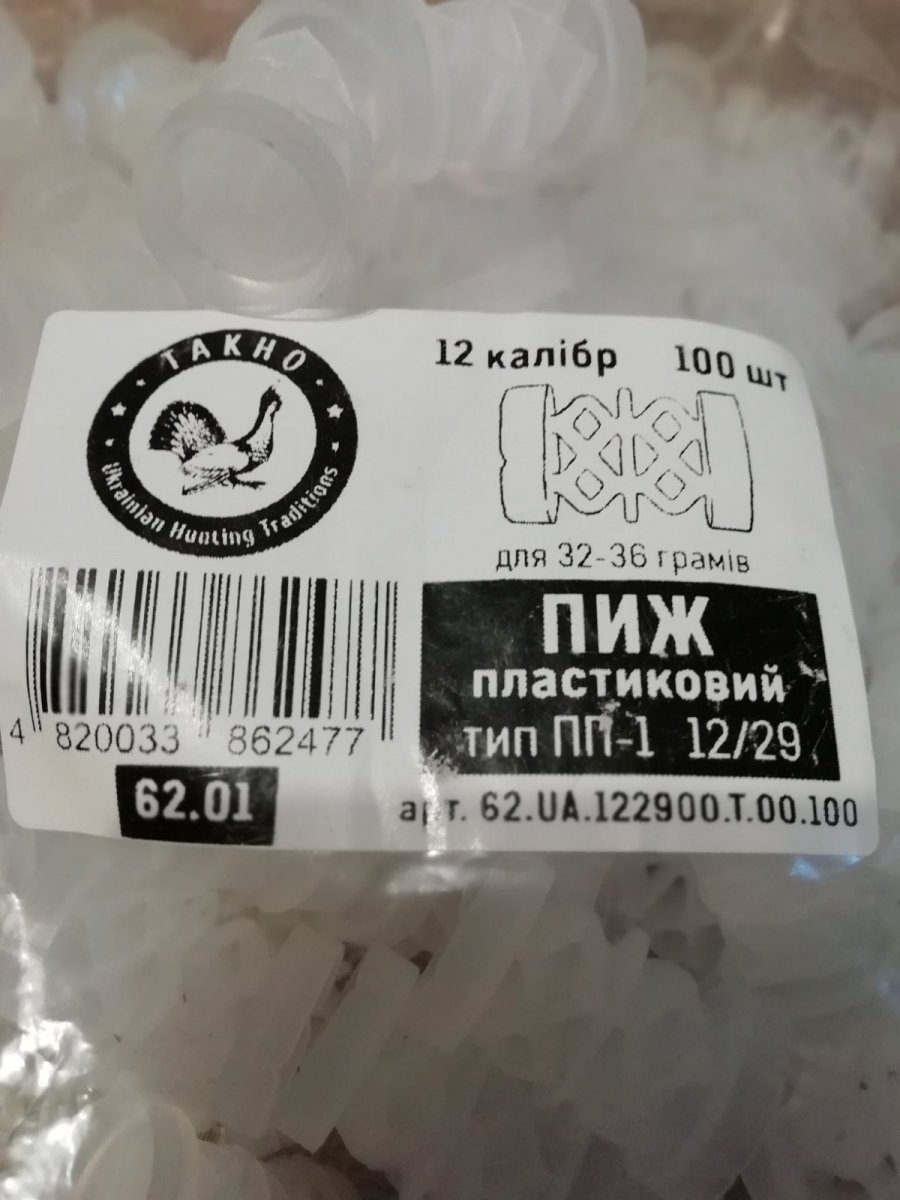 ТАКНО
Ukrainian Hunting Traditions
12 калібр 100 шт
для 32-36 грамів
ПИЖ
пластиковий
тип ПП-1 12/29
4 820033 862477
62.01
арт. 62.UA.122900.T.00.100